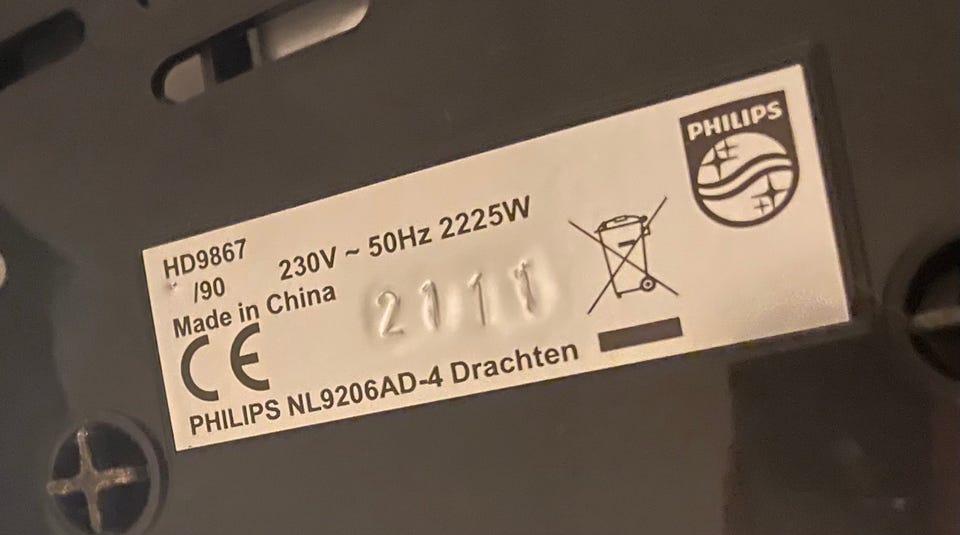 PHILIPS
HD9867
/90
230V ~ 50Hz 2225W
Made in China
2111
CE
PHILIPS NL9206AD-4 Drachten